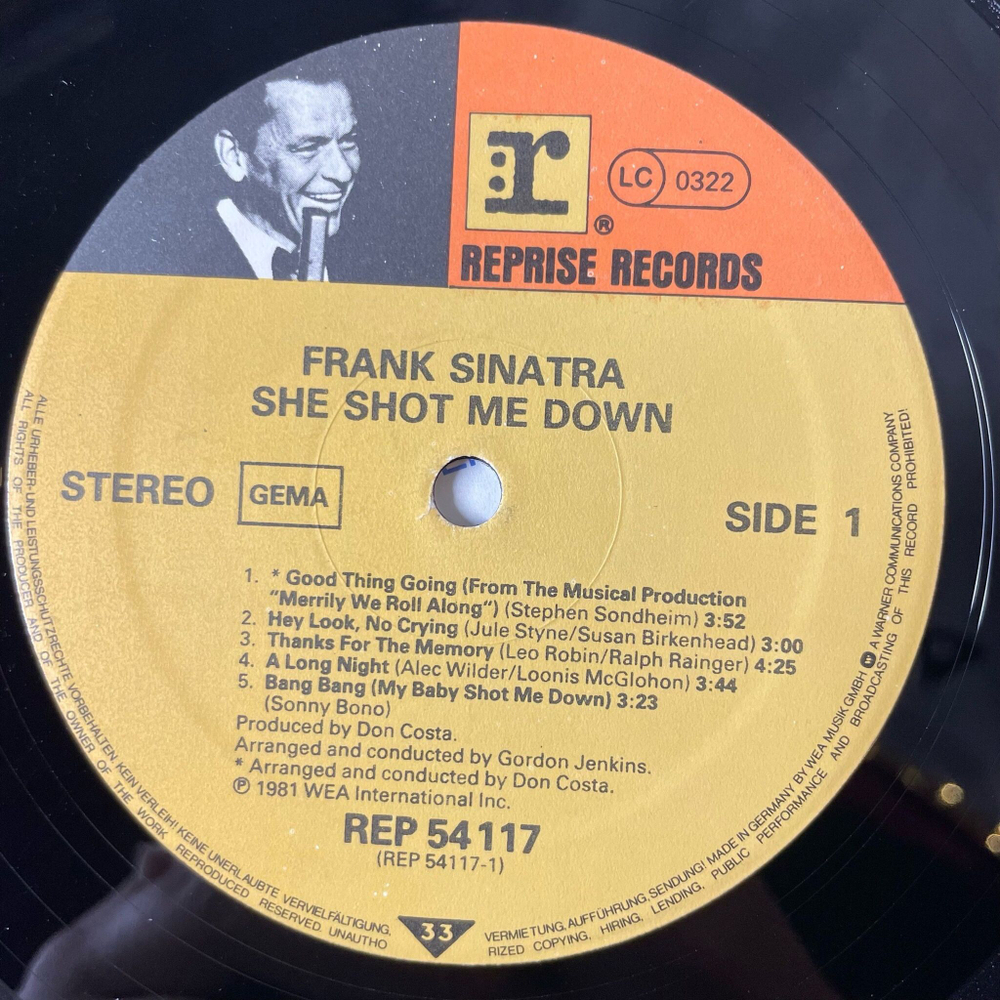 r
®
LC 0322
REPRISE RECORDS
FRANK SINATRA
SHE SHOT ME DOWN
STEREO
GEMA
SIDE 1
1. * Good Thing Going (From The Musical Production
"Merrily We Roll Along") (Stephen Sondheim) 3:52
2. Hey Look, No Crying (Jule Styne/Susan Birkenhead) 3:00
3. Thanks For The Memory (Leo Robin/Ralph Rainger) 4:25
4. A Long Night (Alec Wilder/Loonis McGlohon) 3:44
5. Bang Bang (My Baby Shot Me Down) 3:23
(Sonny Bono)
Produced by Don Costa.
Arranged and conducted by Gordon Jenkins.
* Arranged and conducted by Don Costa.
℗ 1981 WEA International Inc.
REP 54 117
(REP 54117-1)
33
ALLE URHEBER- UND LEISTUNGSSCHUTZRECHTE VORBEHALTEN. KEIN VERLEIH! KEINE UNERLAUBTE VERVIELFÄLTIGUNG, VERMIETUNG, AUFFÜHRUNG, SENDUNG! MADE IN GERMANY BY WEA MUSIK GMBH A WARNER COMMUNICATIONS COMPANY
ALL RIGHTS OF THE PRODUCER AND OF THE OWNER OF THE WORK REPRODUCED RESERVED. UNAUTHORIZED COPYING, HIRING, LENDING, PUBLIC PERFORMANCE AND BROADCASTING OF THIS RECORD PROHIBITED!